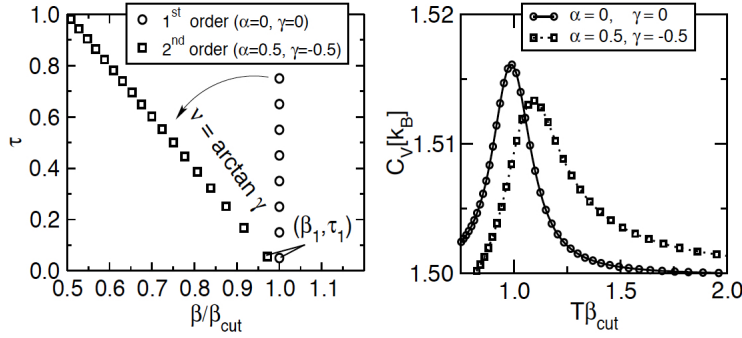 1st order (α=0, γ=0)
2nd order (α=0.5, γ=-0.5)
1.0
0.8
0.6
0.4
0.2
0.0
τ
ν = arctan γ
(β1,τ1)
0.5 0.6 0.7 0.8 0.9 1.0 1.1
β/βcut
α = 0, γ = 0
α = 0.5, γ = -0.5
1.52
1.51
1.50
CV[kB]
1.0 1.5 2.0
Tβcut